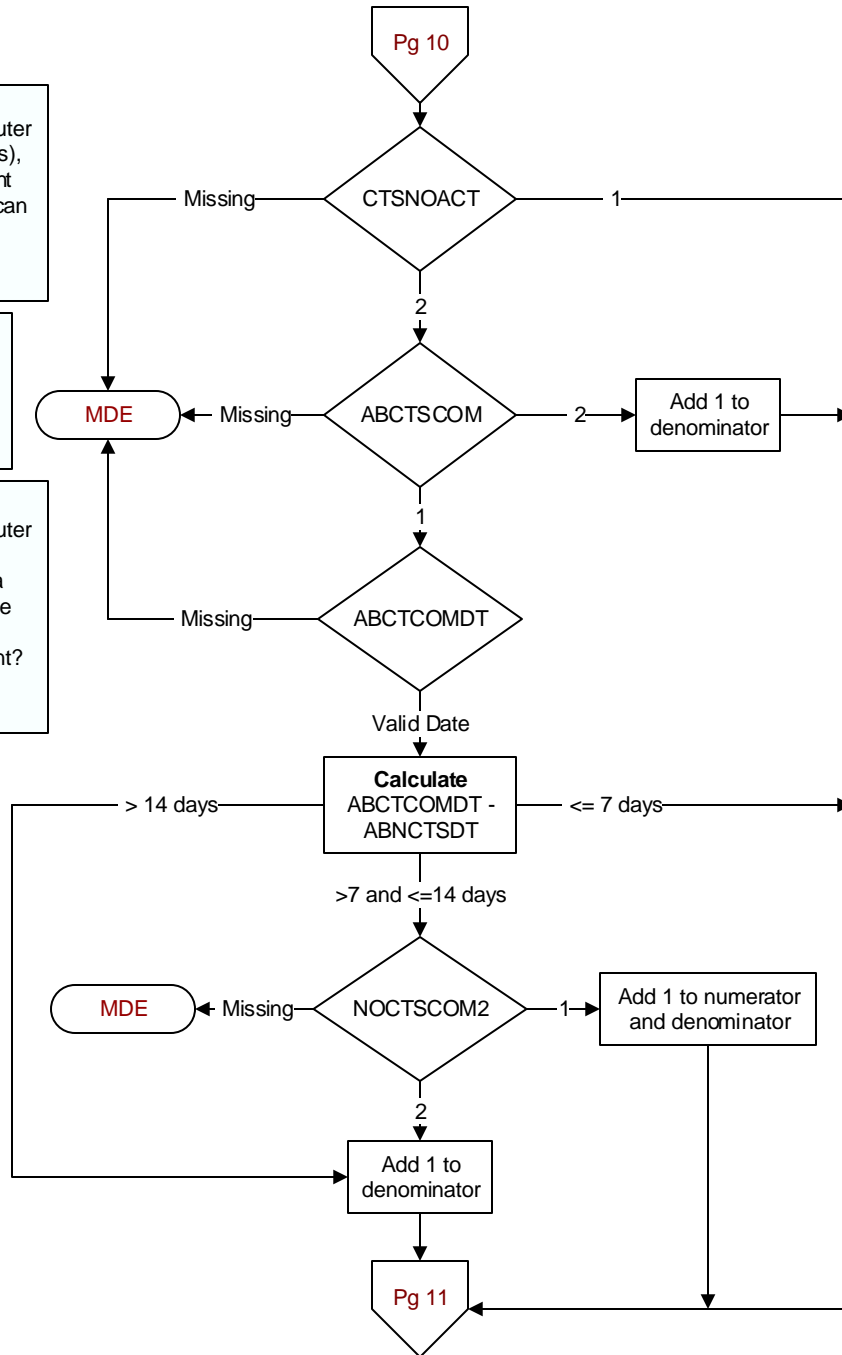 Pg 10
s),
can
CTSNOACT
Missing
1
2
ABCTSCOM
MDE
Missing
2
Add 1 to
denominator
1
a
ABCTCOMDT
Missing
Valid Date
Calculate
ABCTCOMDT -
ABNCTSDT
> 14 days
<= 7 days
>7 and <=14 days
NOCTSCOM2
MDE
Missing
1
Add 1 to numerator
and denominator
2
Add 1 to
denominator
Pg 11